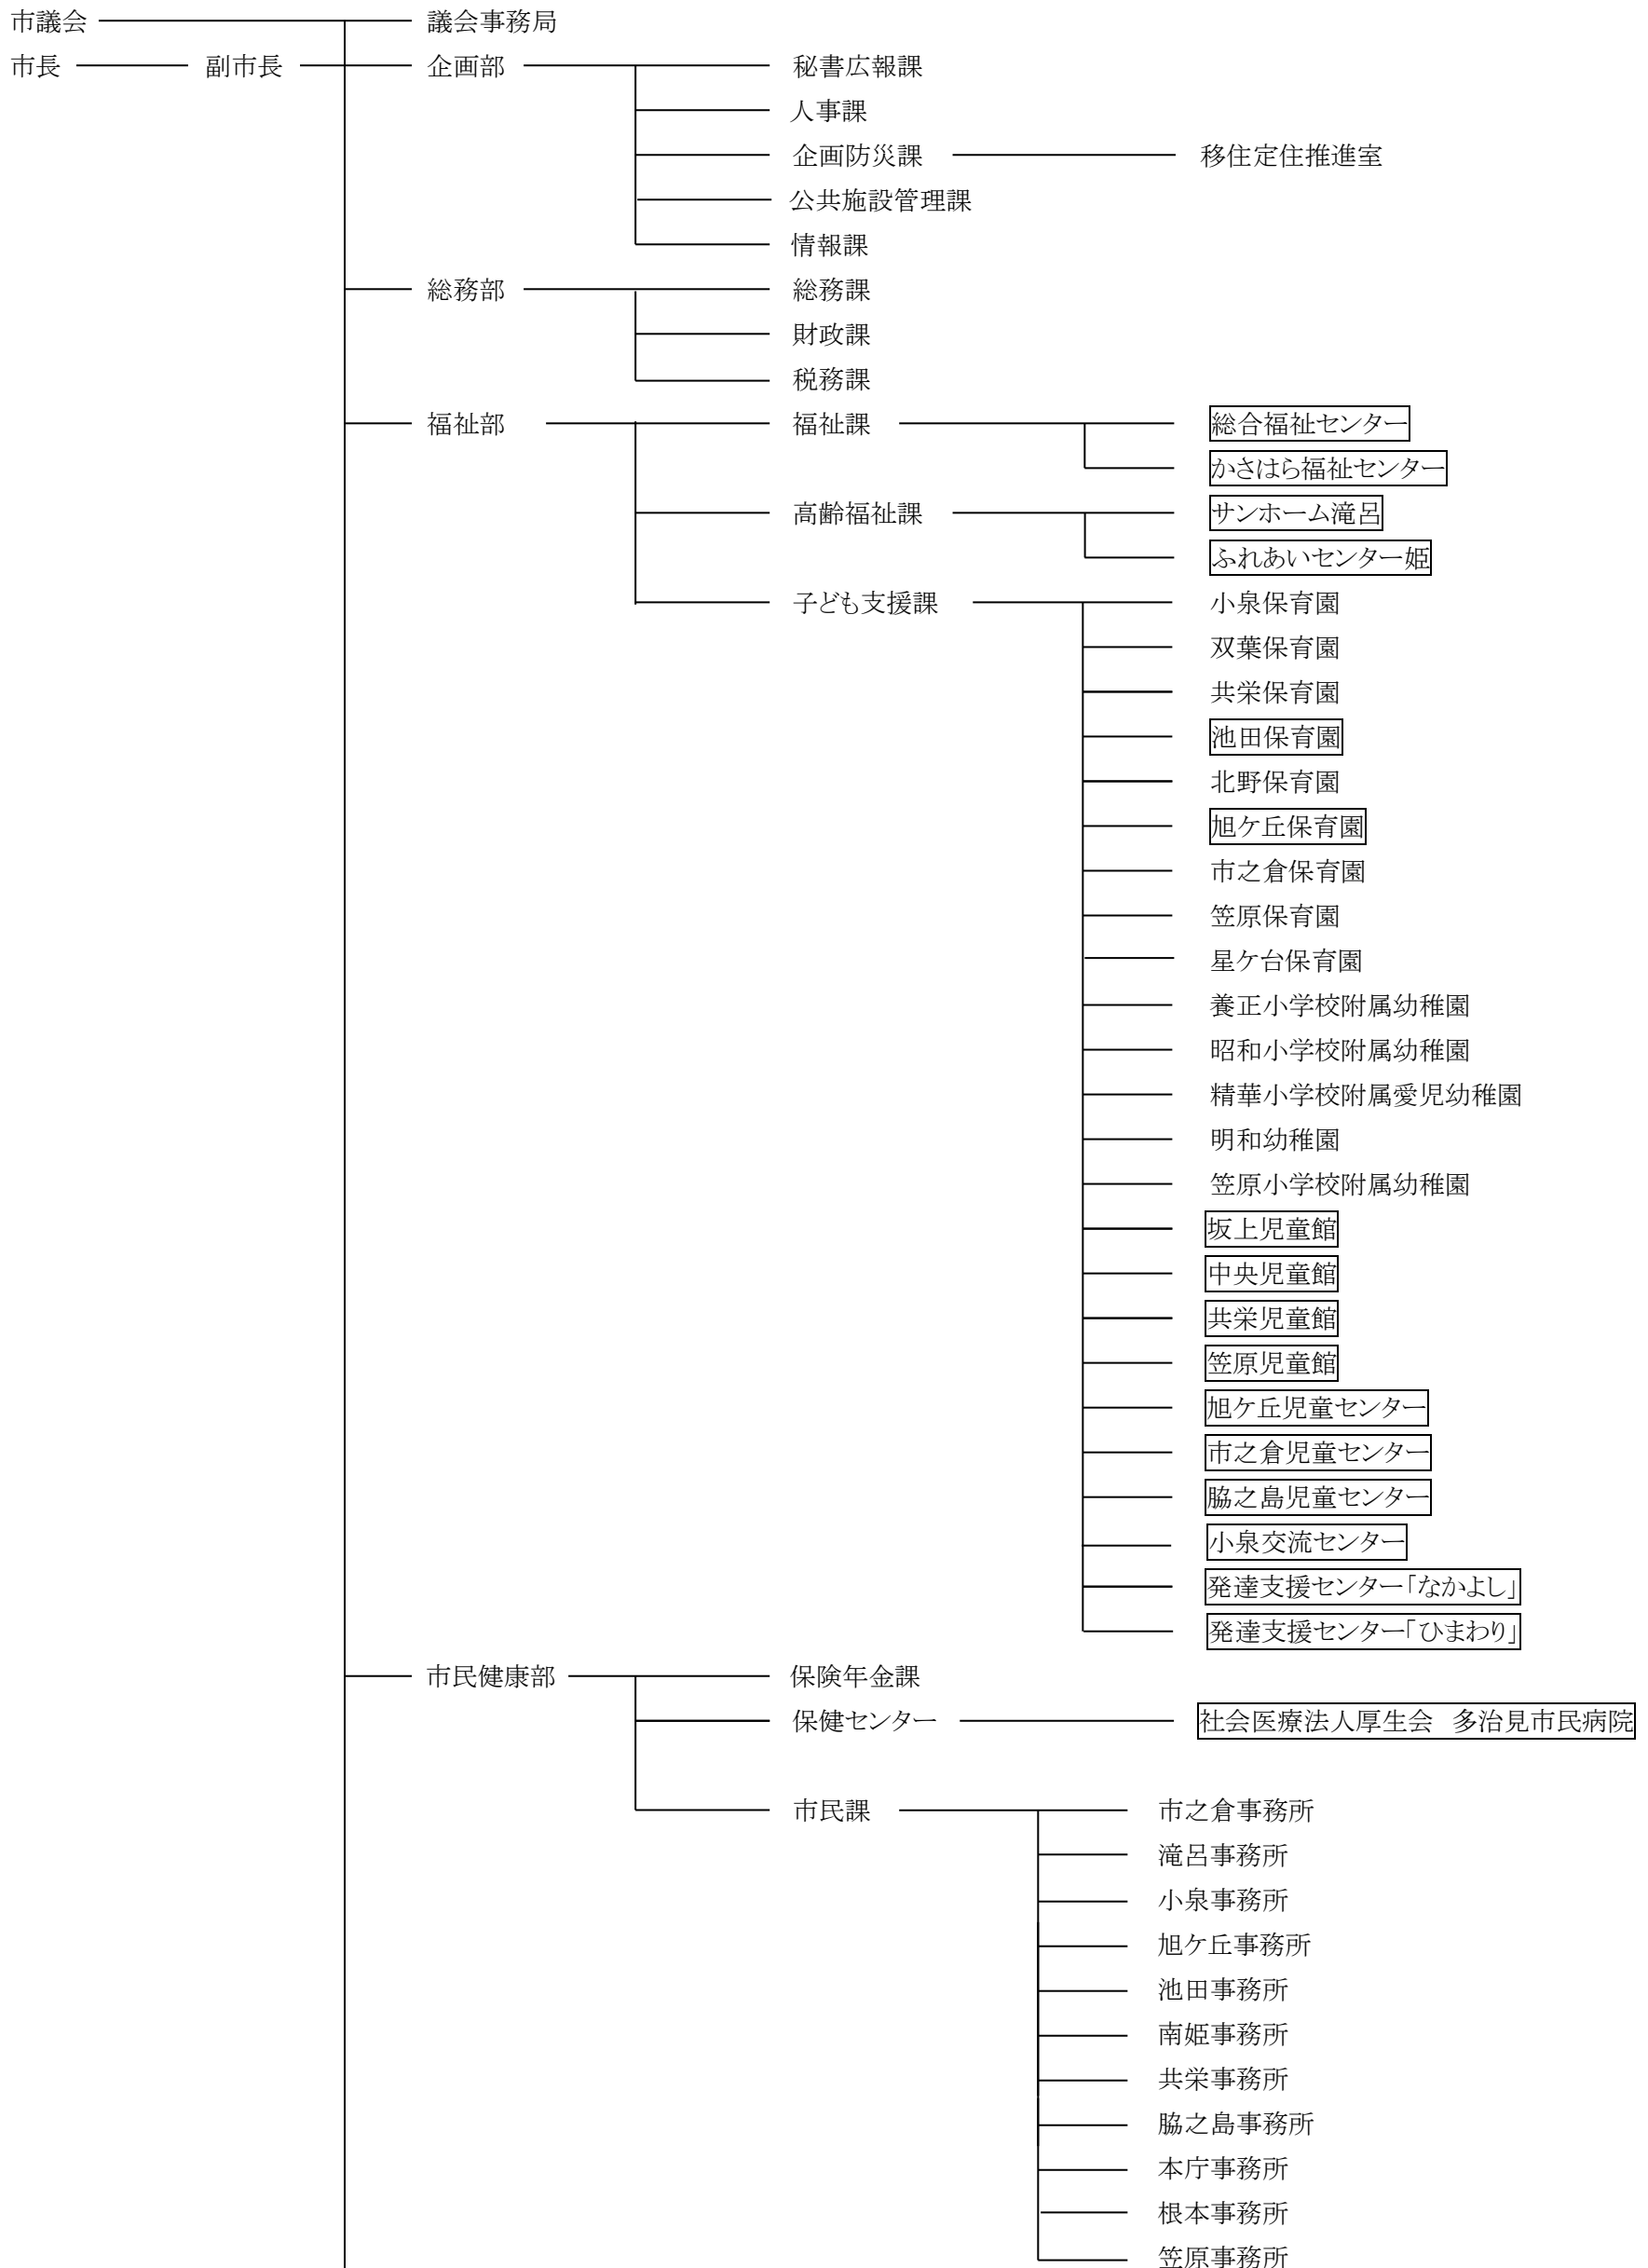 市議会 議会事務局
市長 副市長 企画部 秘書広報課
人事課
企画防災課 移住定住推進室
公共施設管理課
情報課
総務部 総務課
財政課
税務課
福祉部 福祉課 総合福祉センター
かさはら福祉センター
高齢福祉課 サンホーム滝呂
ふれあいセンター姫
子ども支援課 小泉保育園
双葉保育園
共栄保育園
池田保育園
北野保育園
旭ケ丘保育園
市之倉保育園
笠原保育園
星ケ台保育園
養正小学校附属幼稚園
昭和小学校附属幼稚園
精華小学校附属愛児幼稚園
明和幼稚園
笠原小学校附属幼稚園
坂上児童館
中央児童館
共栄児童館
笠原児童館
旭ケ丘児童センター
市之倉児童センター
脇之島児童センター
小泉交流センター
発達支援センター「なかよし」
発達支援センター「ひまわり」
市民健康部 保険年金課
保健センター 社会医療法人厚生会 多治見市民病院
市民課 市之倉事務所
滝呂事務所
小泉事務所
旭ケ丘事務所
池田事務所
南姫事務所
共栄事務所
脇之島事務所
本庁事務所
根本事務所
笠原事務所